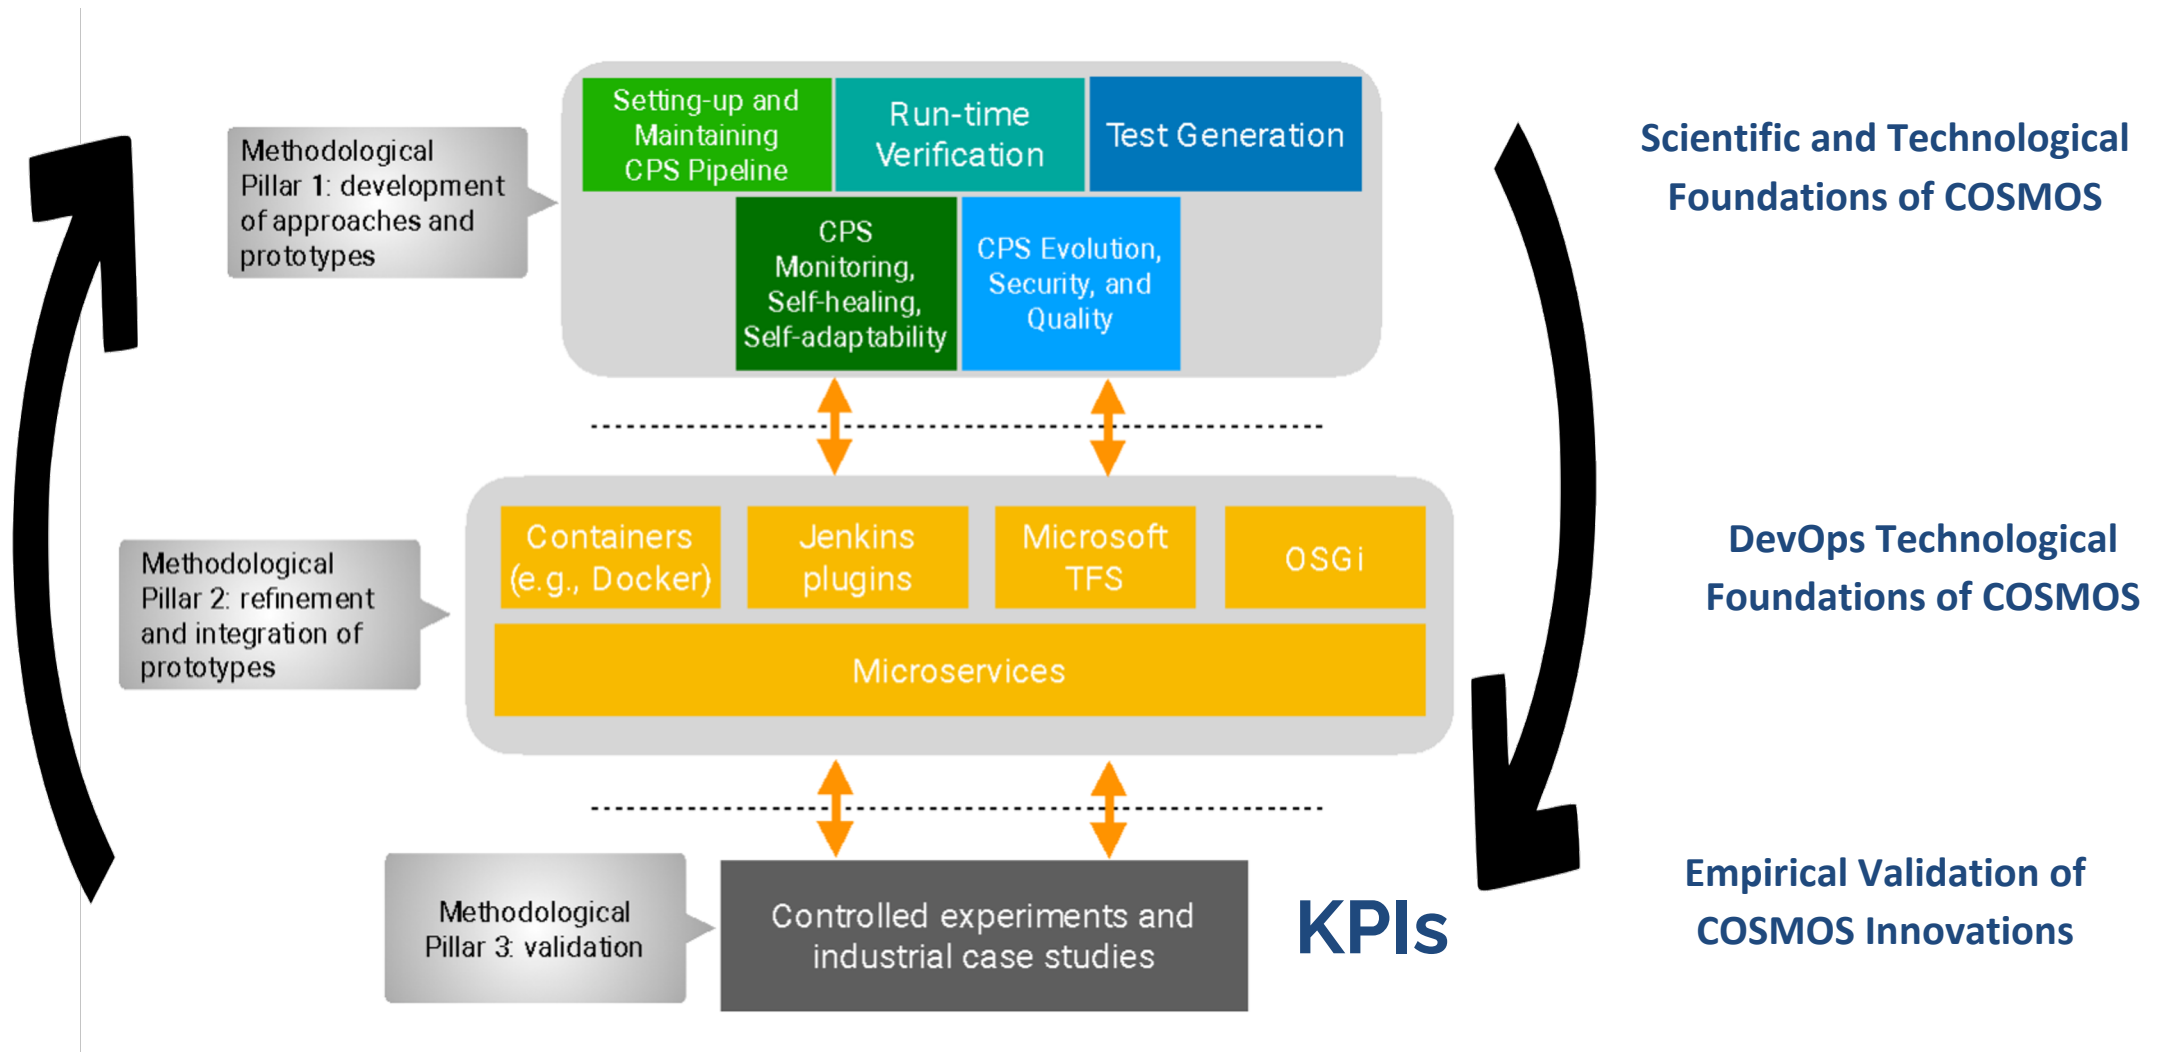 Setting-up and
Maintaining
CPS Pipeline
Run-time
Verification
Test Generation
Methodological
Pillar 1: development
of approaches and
prototypes
CPS
Monitoring,
Self-healing,
Self-adaptability
CPS Evolution,
Security, and
Quality
Scientific and Technological
Foundations of COSMOS
Methodological
Pillar 2: refinement
and integration of
prototypes
Containers
(e.g., Docker)
Jenkins
plugins
Microsoft
TFS
OSGi
Microservices
DevOps Technological
Foundations of COSMOS
Methodological
Pillar 3: validation
Controlled experiments and
industrial case studies
KPIs
Empirical Validation of
COSMOS Innovations